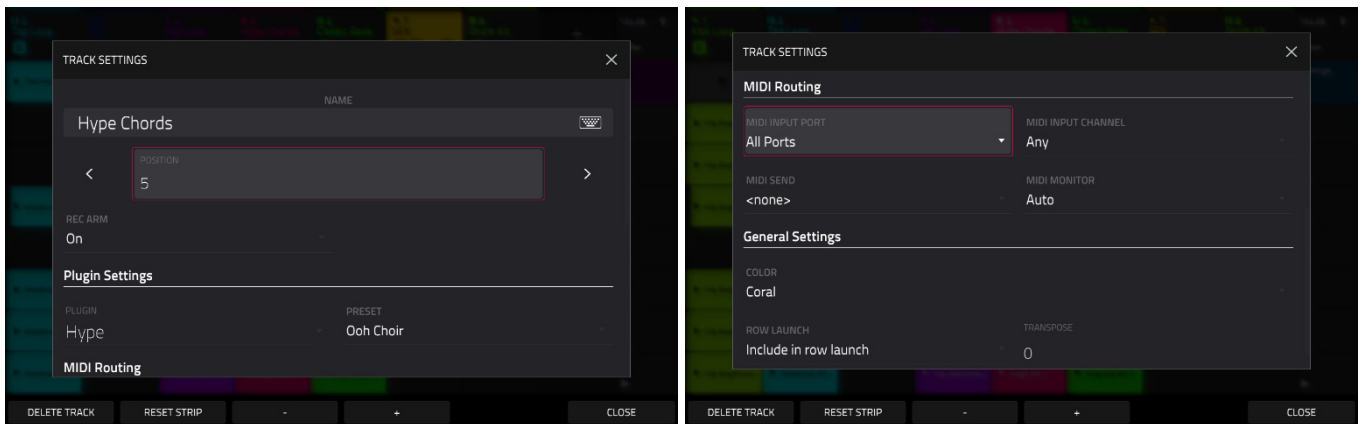 TRACK SETTINGS
NAME
Hype Chords
POSITION
5
REC ARM
On
Plugin Settings
PLUGIN
PRESET
Hype
Ooh Choir
MIDI Routing
DELETE TRACK
RESET STRIP
-
+
CLOSE
TRACK SETTINGS
MIDI Routing
MIDI INPUT PORT
MIDI INPUT CHANNEL
All Ports
Any
MIDI SEND
MIDI MONITOR
<none>
Auto
General Settings
COLOR
Coral
ROW LAUNCH
TRANSPOSE
Include in row launch
0
DELETE TRACK
RESET STRIP
-
+
CLOSE